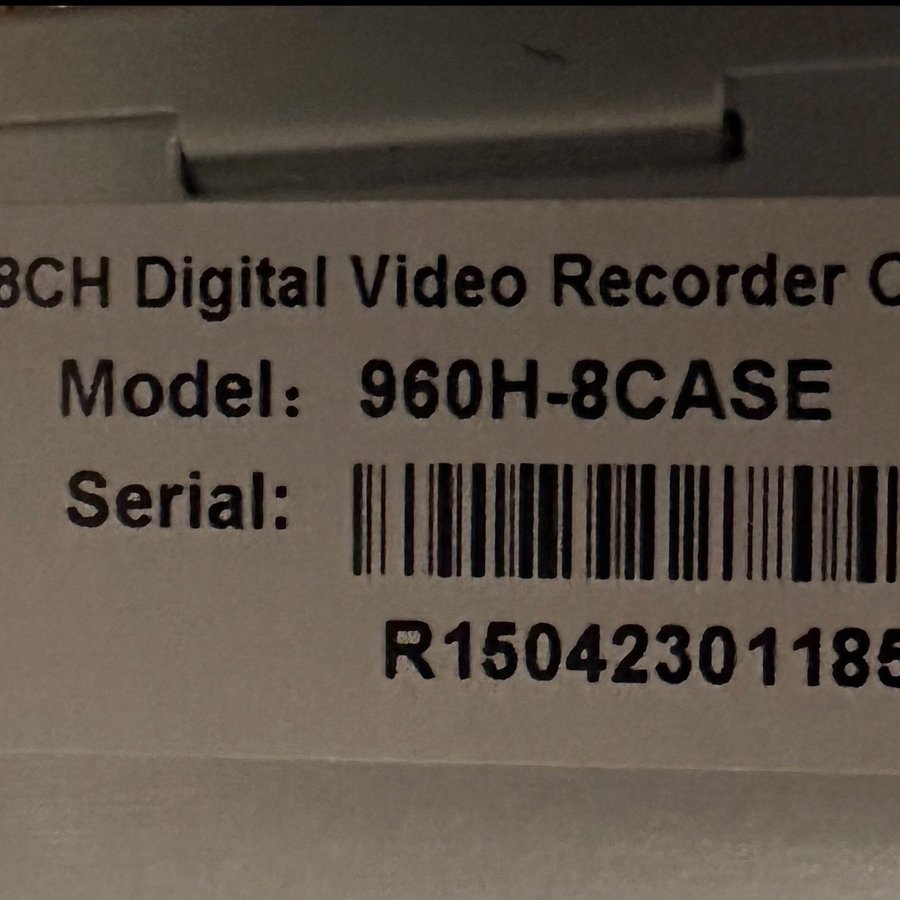 8CH Digital Video Recorder C
Model: 960H-8CASE
Serial:
R15042301185